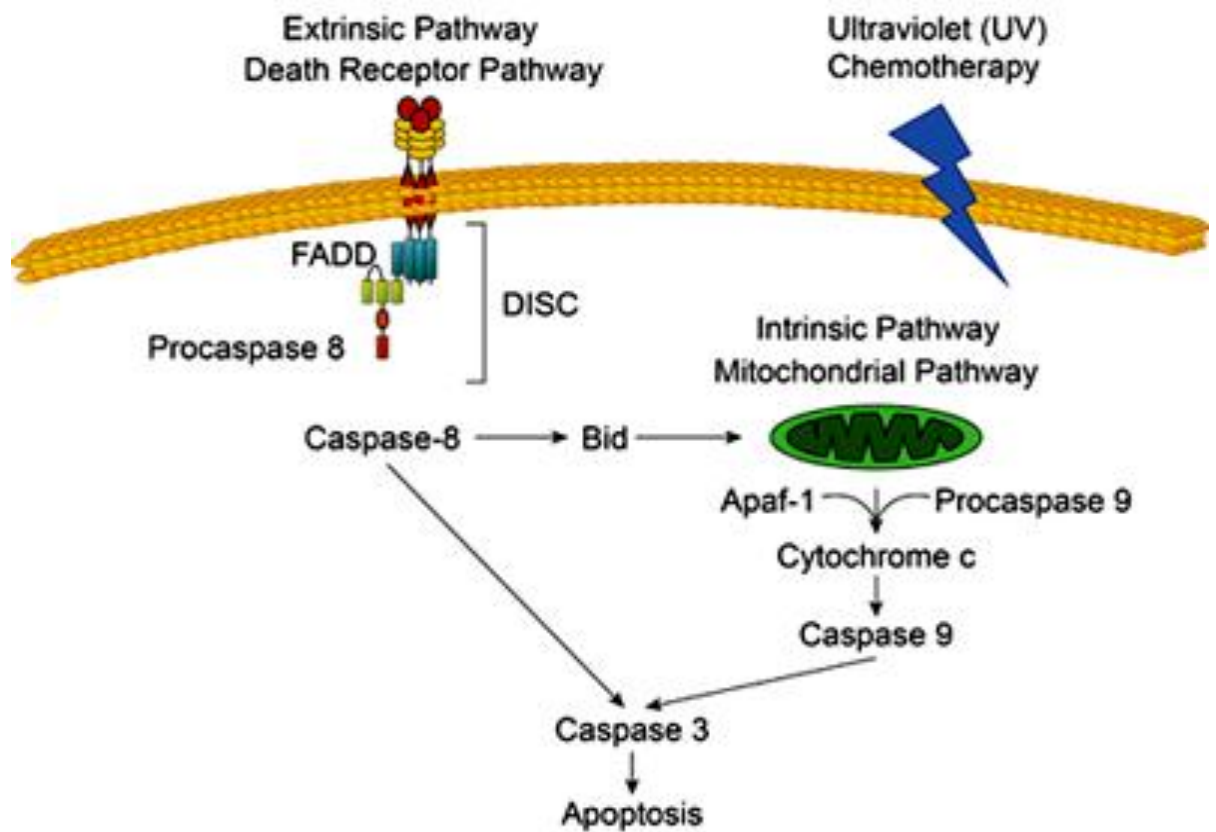 Extrinsic Pathway
Death Receptor Pathway
Ultraviolet (UV)
Chemotherapy
FADD
DISC
Procaspase 8
Intrinsic Pathway
Mitochondrial Pathway
Caspase-8
Bid
Apaf-1
Procaspase 9
Cytochrome c
Caspase 9
Caspase 3
Apoptosis